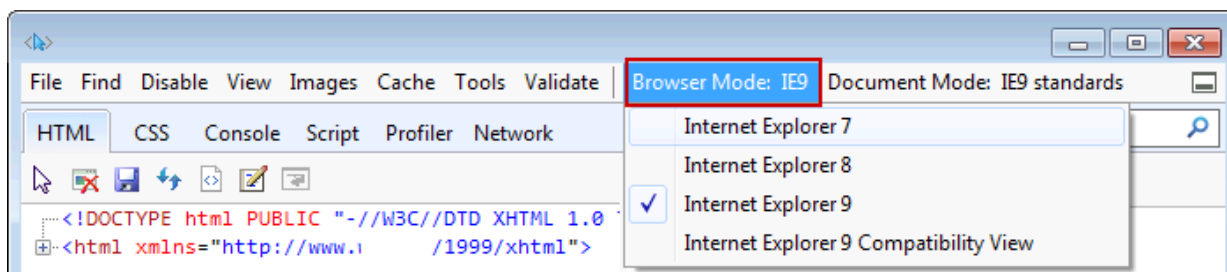 File Find Disable View Images Cache Tools Validate Browser Mode: IE9 Document Mode: IE9 standards
HTML CSS Console Script Profiler Network
Internet Explorer 7
Internet Explorer 8
Internet Explorer 9
Internet Explorer 9 Compatibility View
<!DOCTYPE html PUBLIC "-//W3C//DTD XHTML 1.0
<html xmlns="http://www. /1999/xhtml">